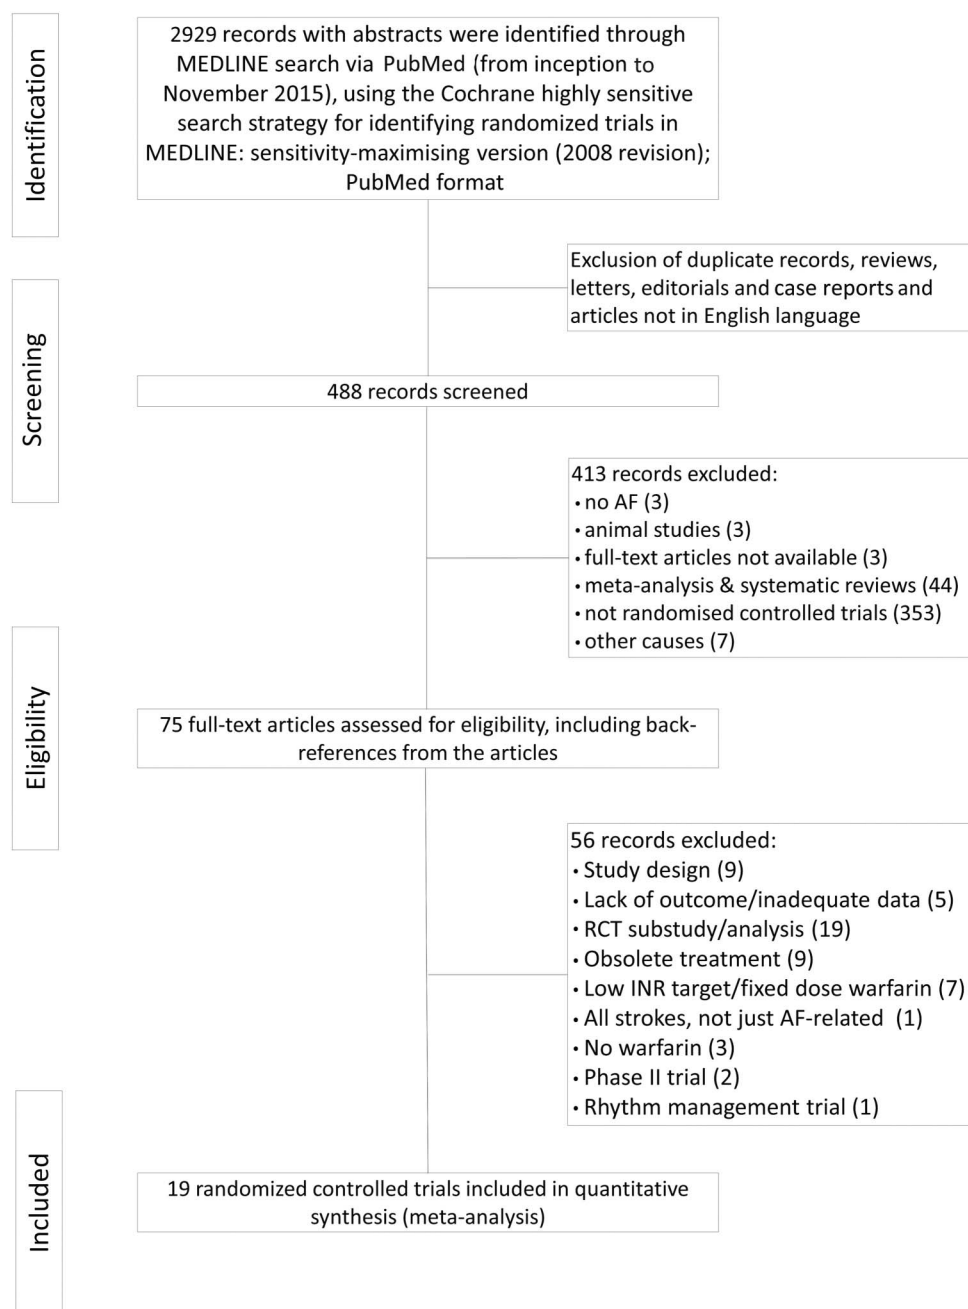 Identification
2929 records with abstracts were identified through
MEDLINE search via PubMed (from inception to
November 2015), using the Cochrane highly sensitive
search strategy for identifying randomized trials in
MEDLINE: sensitivity-maximising version (2008 revision);
PubMed format
Exclusion of duplicate records, reviews,
letters, editorials and case reports and
articles not in English language
Screening
488 records screened
413 records excluded:
• no AF (3)
• animal studies (3)
• full-text articles not available (3)
• meta-analysis & systematic reviews (44)
• not randomised controlled trials (353)
• other causes (7)
Eligibility
75 full-text articles assessed for eligibility, including back-
references from the articles
56 records excluded:
• Study design (9)
• Lack of outcome/inadequate data (5)
• RCT substudy/analysis (19)
• Obsolete treatment (9)
• Low INR target/fixed dose warfarin (7)
• All strokes, not just AF-related (1)
• No warfarin (3)
• Phase II trial (2)
• Rhythm management trial (1)
Included
19 randomized controlled trials included in quantitative
synthesis (meta-analysis)